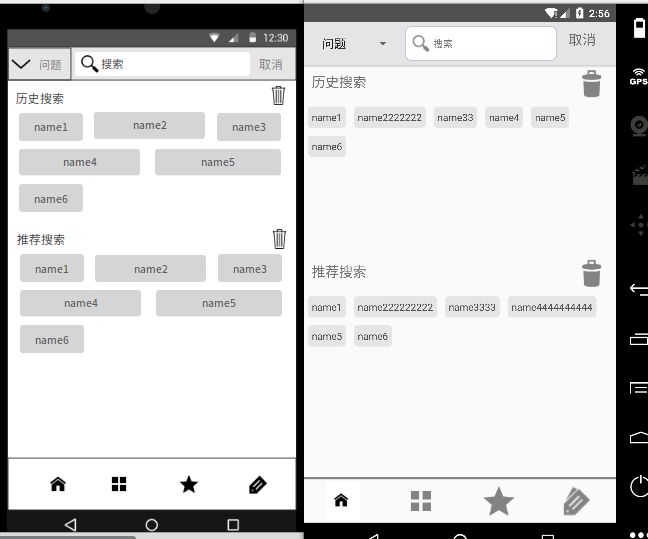 12:30
问题 搜索 取消
历史搜索
name1 name2 name3
name4 name5
name6
推荐搜索
name1 name2 name3
name4 name5
name6
2:56
问题 搜索 取消
历史搜索
name1 name2222222 name33 name4 name5
name6
推荐搜索
name1 name222222222 name3333 name4444444444
name5 name6
GPS